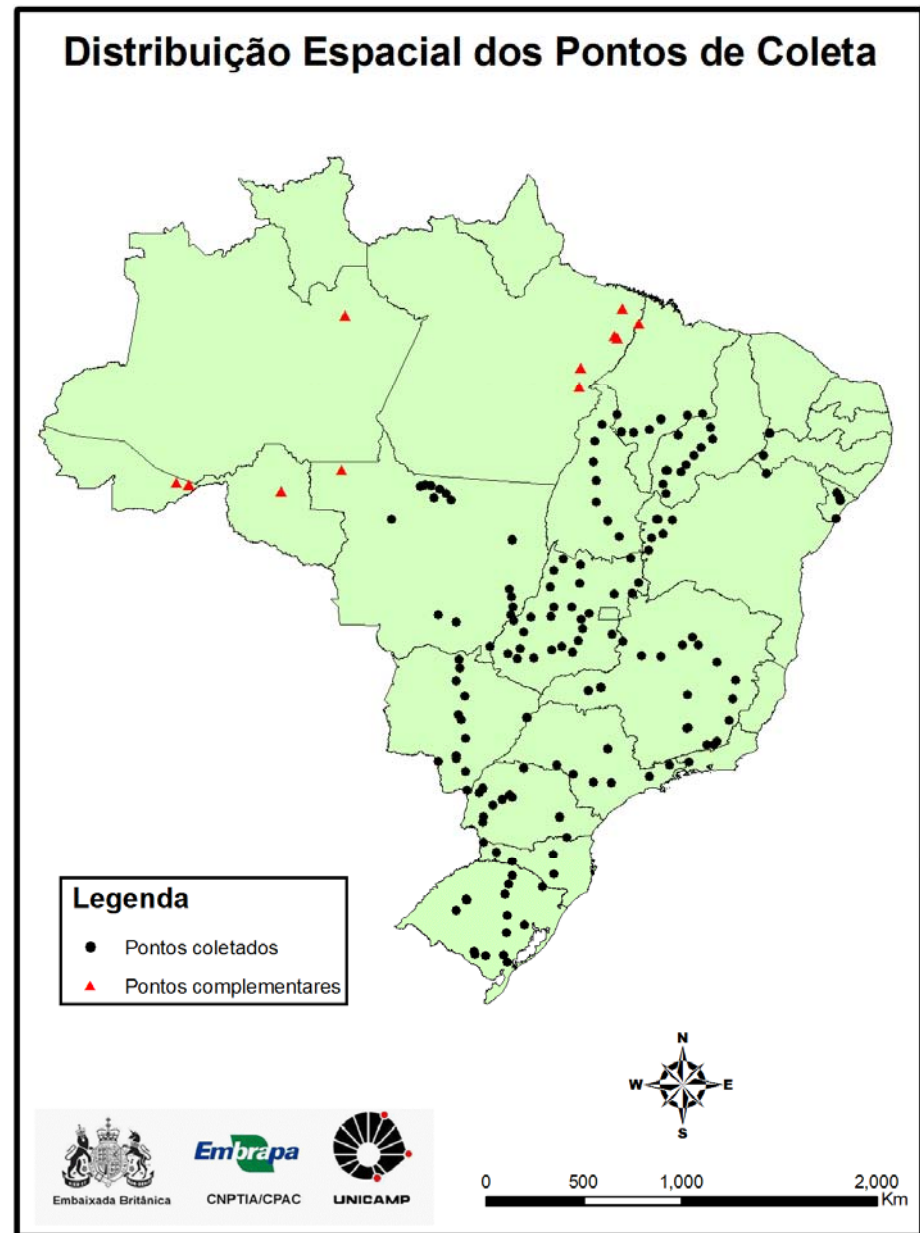 Distribuição Espacial dos Pontos de Coleta
Legenda
Pontos coletados
Pontos complementares
N
W E
S
Embaixada Britânica
Embrapa
CNPTIA/CPAC
UNICAMP
0 500 1,000 2,000
Km